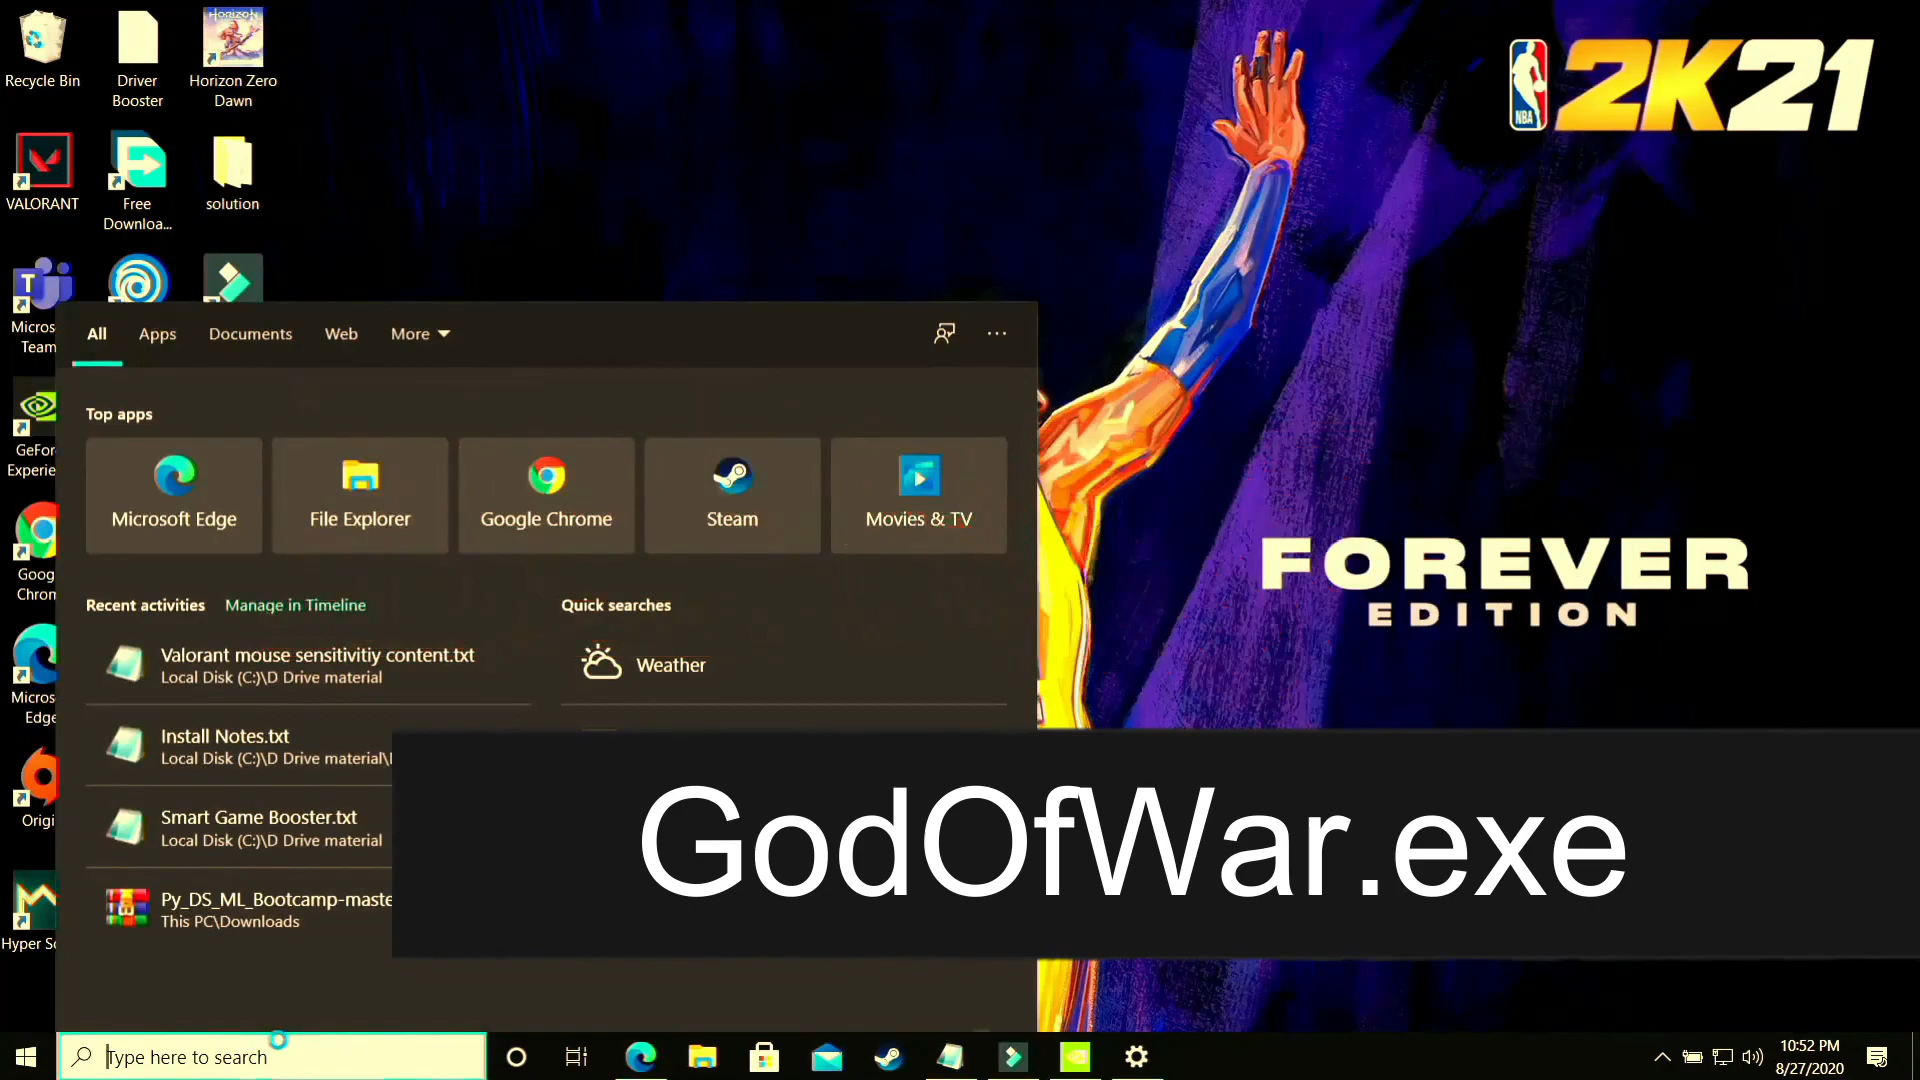 Recycle Bin
Driver
Booster
HORIZON
Horizon Zero
Dawn
VALORANT
Free
Downloa...
solution
T
Micros
Team
GeFor
Experie
Goog
Chrom
Micros
Edge
Origi
Hyper Sc
NBA 2K21
FOREVER
EDITION
All
Apps
Documents
Web
More
Top apps
Microsoft Edge
File Explorer
Google Chrome
Steam
Movies & TV
Recent activities
Manage in Timeline
Quick searches
Valorant mouse sensitivitiy content.txt
Local Disk (C:)\D Drive material
Weather
Install Notes.txt
Local Disk (C:)\D Drive material\
Smart Game Booster.txt
Local Disk (C:)\D Drive material
Py_DS_ML_Bootcamp-maste
This PC\Downloads
GodOfWar.exe
Type here to search
10:52 PM
8/27/2020